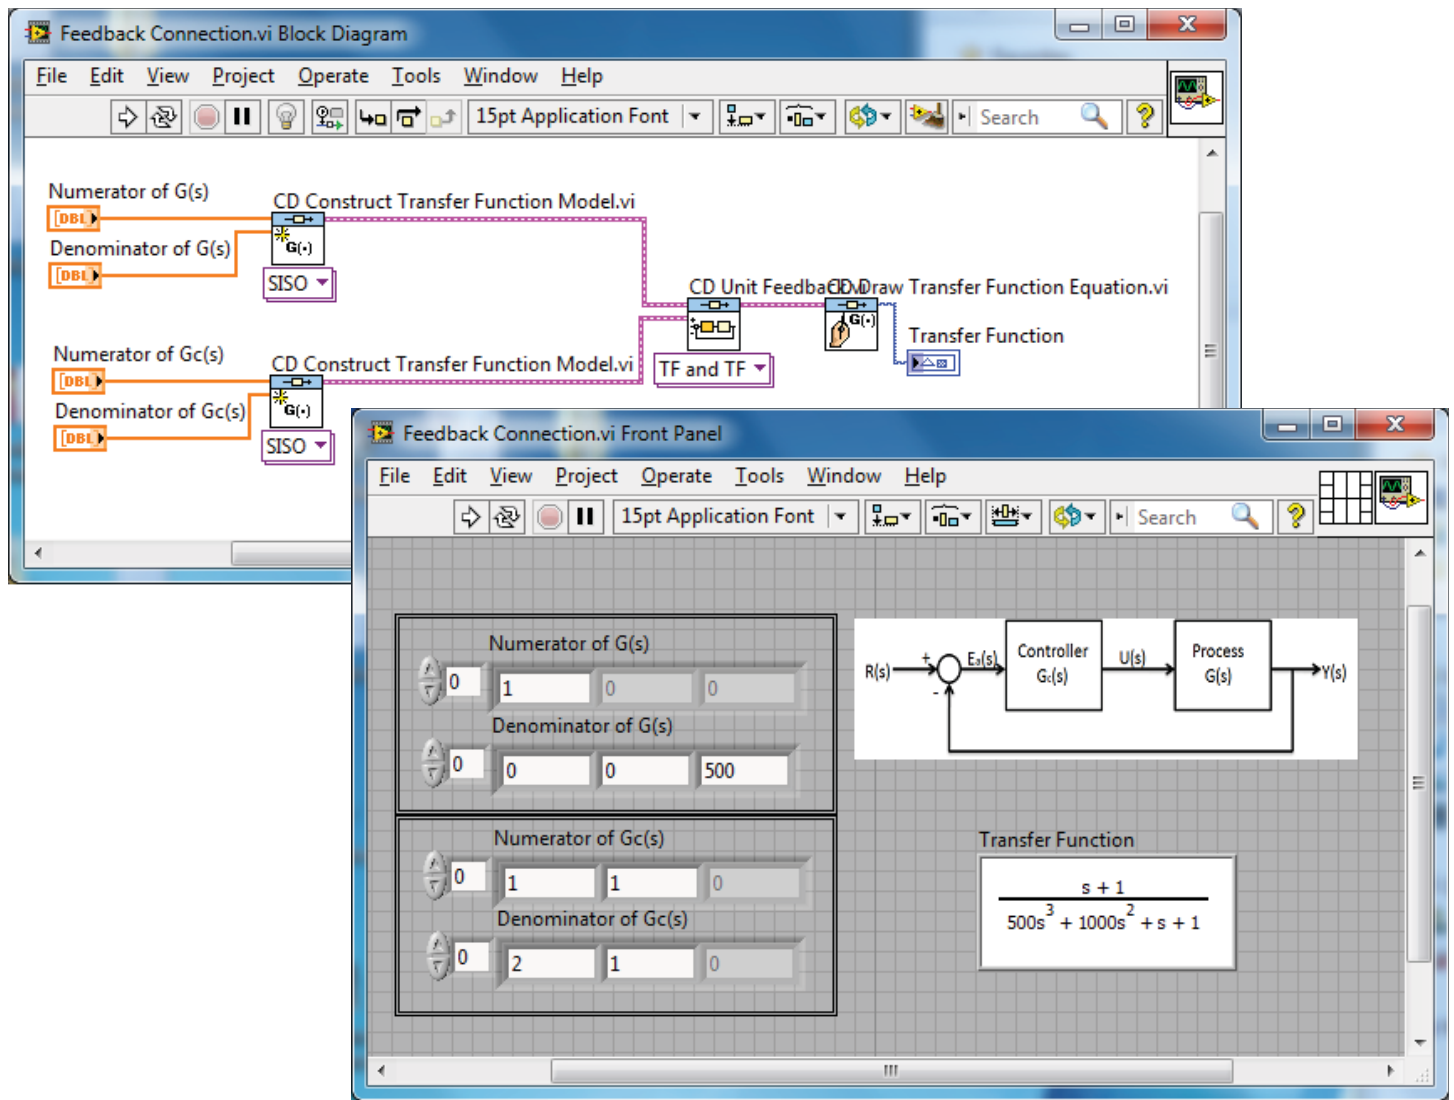 Feedback Connection.vi Block Diagram
File Edit View Project Operate Tools Window Help
15pt Application Font Search
Numerator of G(s)
[DBL]
Denominator of G(s)
[DBL]
CD Construct Transfer Function Model.vi
G(·)
SISO
Numerator of Gc(s)
[DBL]
Denominator of Gc(s)
[DBL]
CD Construct Transfer Function Model.vi
G(·)
SISO
CD Unit Feedback.vi
TF and TF
CD Draw Transfer Function Equation.vi
G(·)
Transfer Function
Feedback Connection.vi Front Panel
File Edit View Project Operate Tools Window Help
15pt Application Font Search
Numerator of G(s)
0 1 0 0
Denominator of G(s)
0 0 0 500
Numerator of Gc(s)
0 1 1 0
Denominator of Gc(s)
0 2 1 0
R(s) + - Ea(s) Controller Gc(s) U(s) Process G(s) Y(s)
Transfer Function
s + 1
500s³ + 1000s² + s + 1